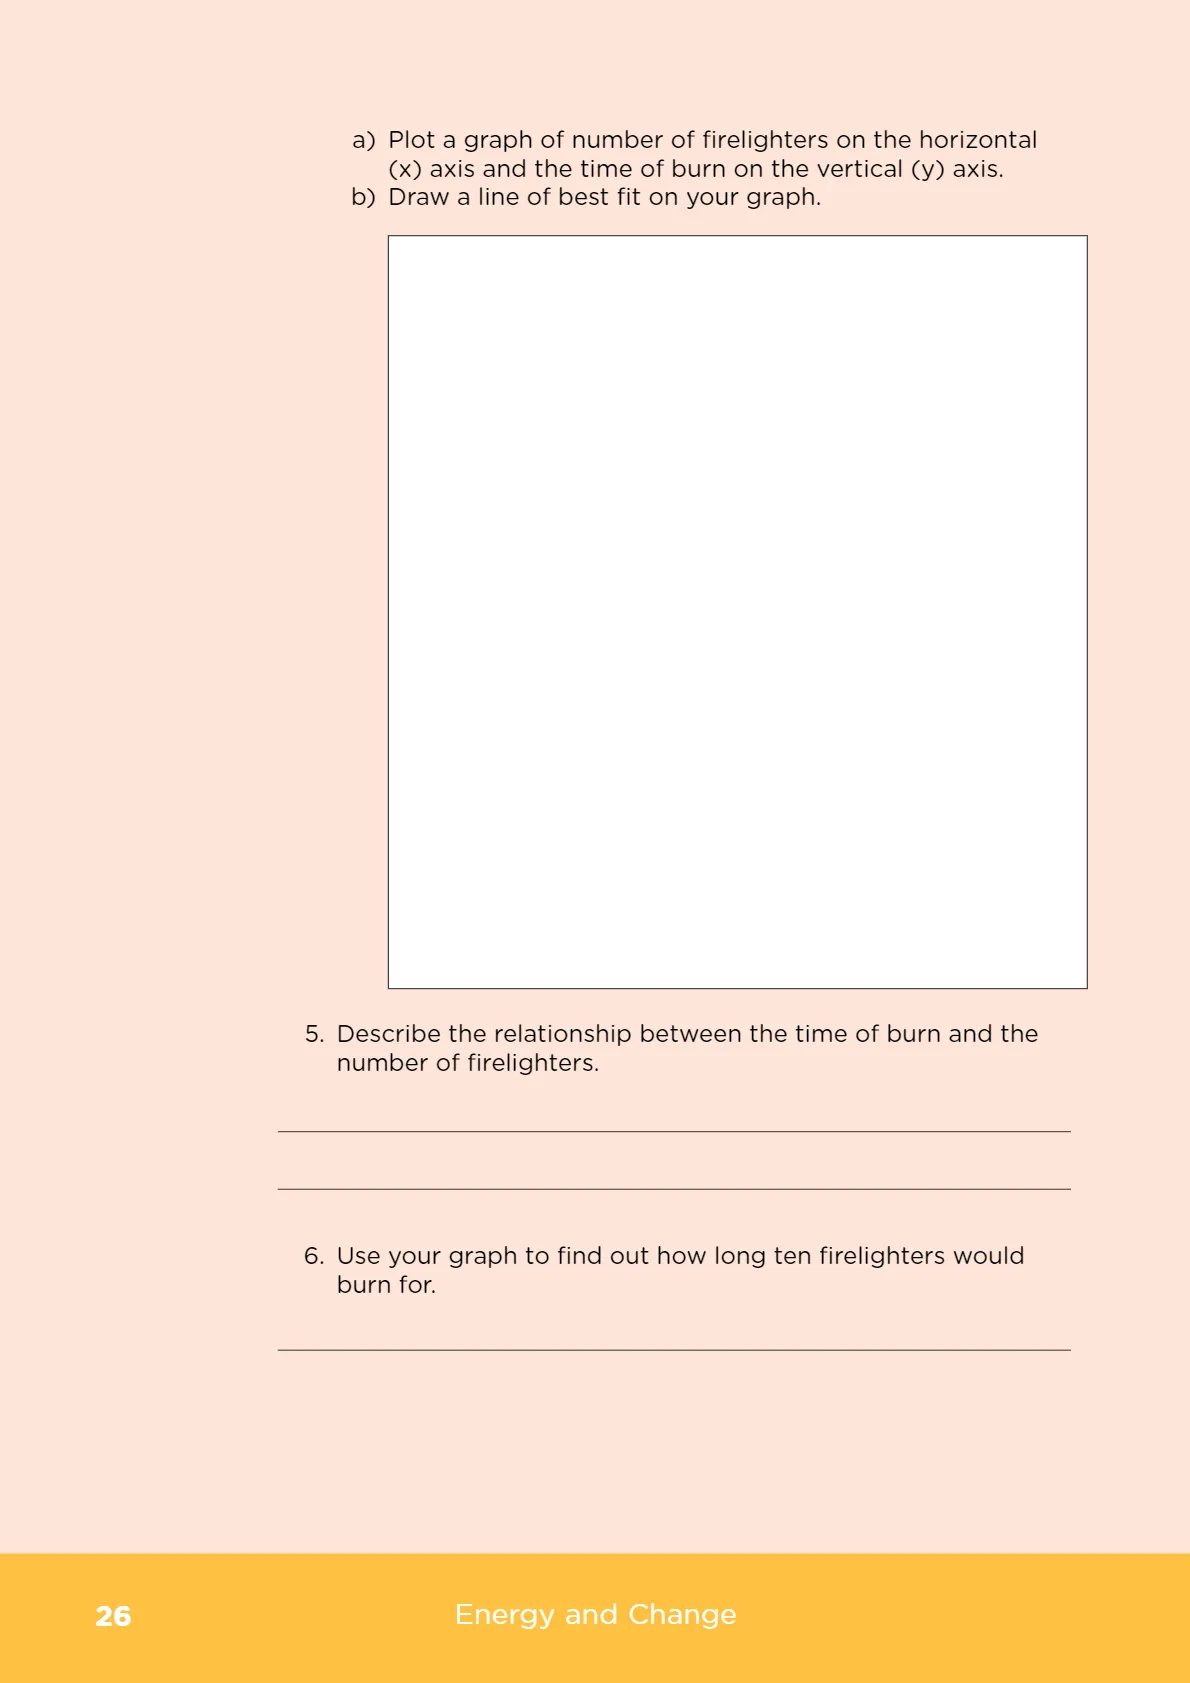 a) Plot a graph of number of firelighters on the horizontal
(x) axis and the time of burn on the vertical (y) axis.
b) Draw a line of best fit on your graph.
5. Describe the relationship between the time of burn and the
number of firelighters.
6. Use your graph to find out how long ten firelighters would
burn for.
26
Energy and Change